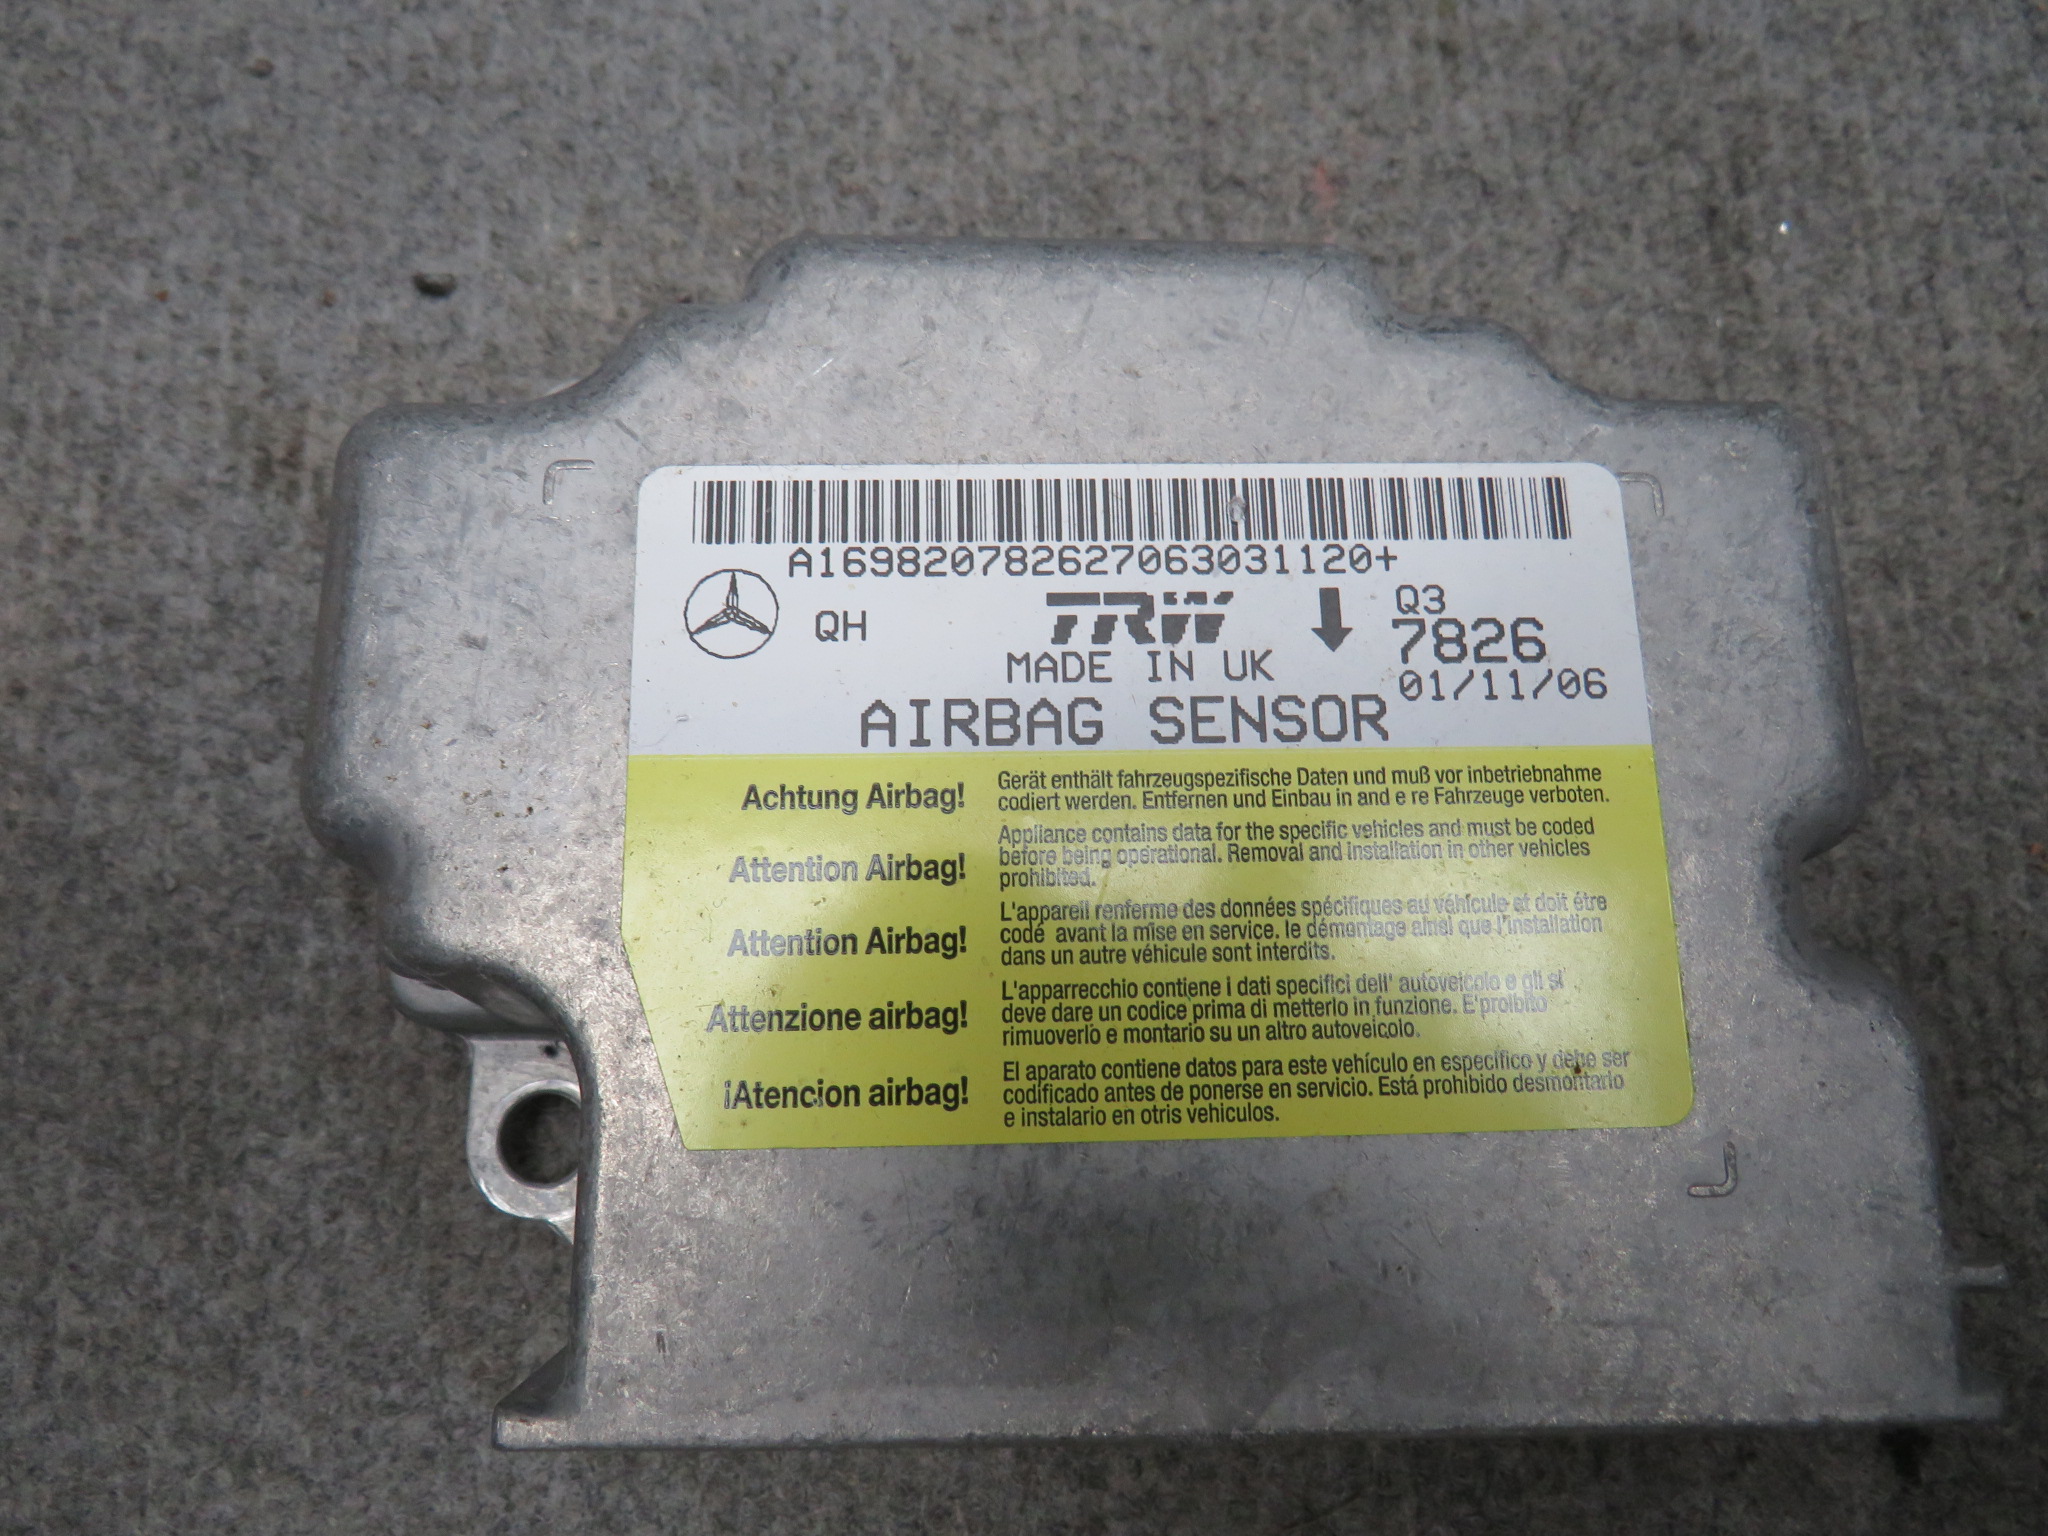 A169820782627063031120+
QH
TRW
Q3
7826
MADE IN UK
01/11/06
AIRBAG SENSOR
Achtung Airbag!
Gerät enthält fahrzeugspezifische Daten und muß vor inbetriebnahme
codiert werden. Entfernen und Einbau in and e re Fahrzeuge verboten.
Attention Airbag!
Appliance contains data for the specific vehicles and must be coded
before being operational. Removal and installation in other vehicles
prohibited.
Attention Airbag!
L'appareil renferme des données spécifiques au véhicule et doit étre
codé avant la mise en service. le démontage ainsi que l'installation
dans un autre véhicule sont interdits.
Attenzione airbag!
L'apparrecchio contiene i dati specifici dell' autoveicolo e gli si
deve dare un codice prima di metterlo in funzione. E'proibito
rimuoverlo e montario su un altro autoveicolo.
¡Atencion airbag!
El aparato contiene datos para este vehículo en específico y debe ser
codificado antes de ponerse en servicio. Está prohibido desmontario
e instalario en otris vehiculos.